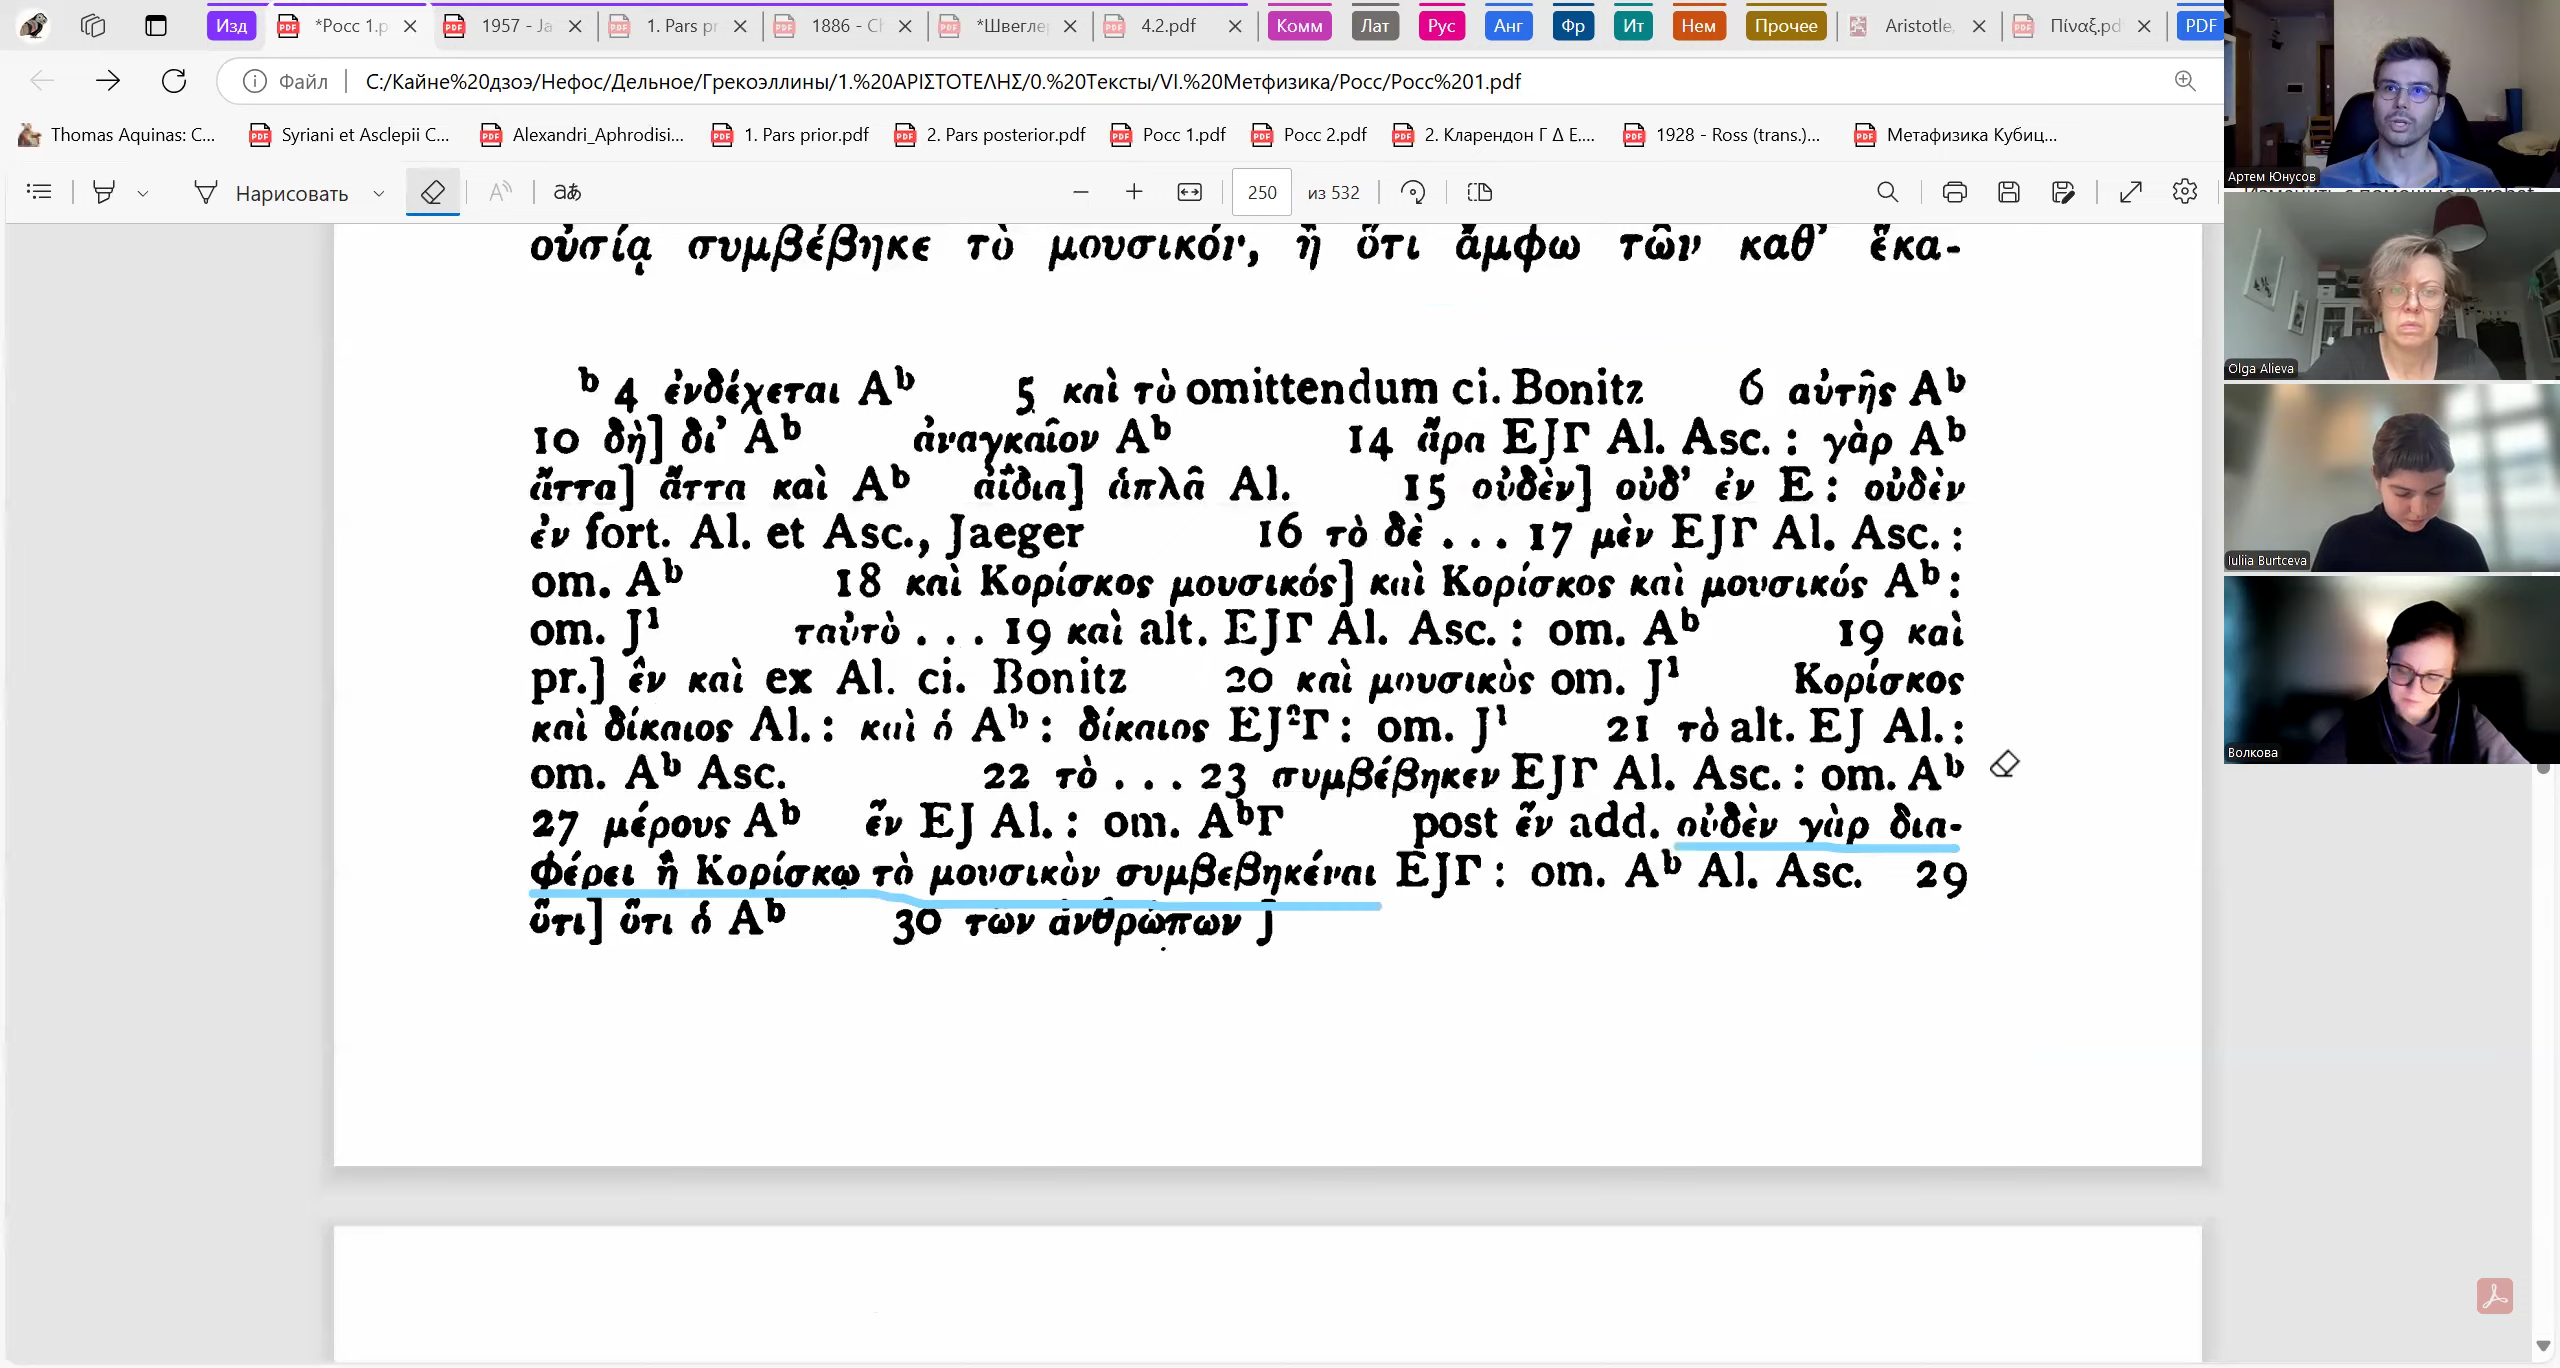 Изд
*Росс 1.p
1957 - Ja
1. Pars pr
1886 - Ch
*Швегле
4.2.pdf
Комм
Лат
Рус
Анг
Фр
Ит
Нем
Прочее
Aristotle,
Πίναξ.pd
PDF
Файл
C:/Кайне%20дзоэ/Нефос/Дельное/Грекоэллины/1.%20ΑΡΙΣΤΟΤΕΛΗΣ/0.%20Тексты/VI.%20Метфизика/Росс/Росс%201.pdf
Thomas Aquinas: C...
Syriani et Asclepii C...
Alexandri_Aphrodisi...
1. Pars prior.pdf
2. Pars posterior.pdf
Росс 1.pdf
Росс 2.pdf
2. Кларендон Г Δ Е....
1928 - Ross (trans.)...
Метафизика Кубиц...
Нарисовать
250 из 532
οὐσίᾳ συμβέβηκε τὸ μουσικόν, ἢ ὅτι ἄμφω τῶν καθ’ ἕκα-
b 4 ἐνδέχεται Ab 5 καὶ τὸ omittendum ci. Bonitz 6 αὐτῆς Ab
10 δὴ] δι’ Ab ἀναγκαῖον Ab 14 ἄρα EJΓ Al. Asc. : γὰρ Ab
ἄττα] ἄττα καὶ Ab ἀΐδια] ἁπλᾶ Al. 15 οὐδὲν] οὐδ’ ἐν E : οὐδὲν
ἐν fort. Al. et Asc., Jaeger 16 τὸ δὲ . . . 17 μὲν EJΓ Al. Asc. :
om. Ab 18 καὶ Κορίσκος μουσικός] καὶ Κορίσκος καὶ μουσικός Ab :
om. J1 ταὐτὸ . . . 19 καὶ alt. EJΓ Al. Asc. : om. Ab 19 καὶ
pr.] ἓν καὶ ex Al. ci. Bonitz 20 καὶ μουσικὸς om. J1 Κορίσκος
καὶ δίκαιος Al. : καὶ ὁ Ab : δίκαιος EJ2Γ : om. J1 21 τὸ alt. EJ Al. :
om. Ab Asc. 22 τὸ . . . 23 συμβέβηκεν EJΓ Al. Asc. : om. Ab
27 μέρους Ab ἕν EJ Al. : om. AbΓ post ἕν add. οὐδὲν γὰρ δια-
φέρει ἢ Κορίσκῳ τὸ μουσικὸν συμβεβηκέναι EJΓ : om. Ab Al. Asc. 29
ὅτι] ὅτι ὁ Ab 30 τῶν ἀνθρώπων J
Артем Юнусов
Olga Alieva
Iuliia Burtceva
Волкова